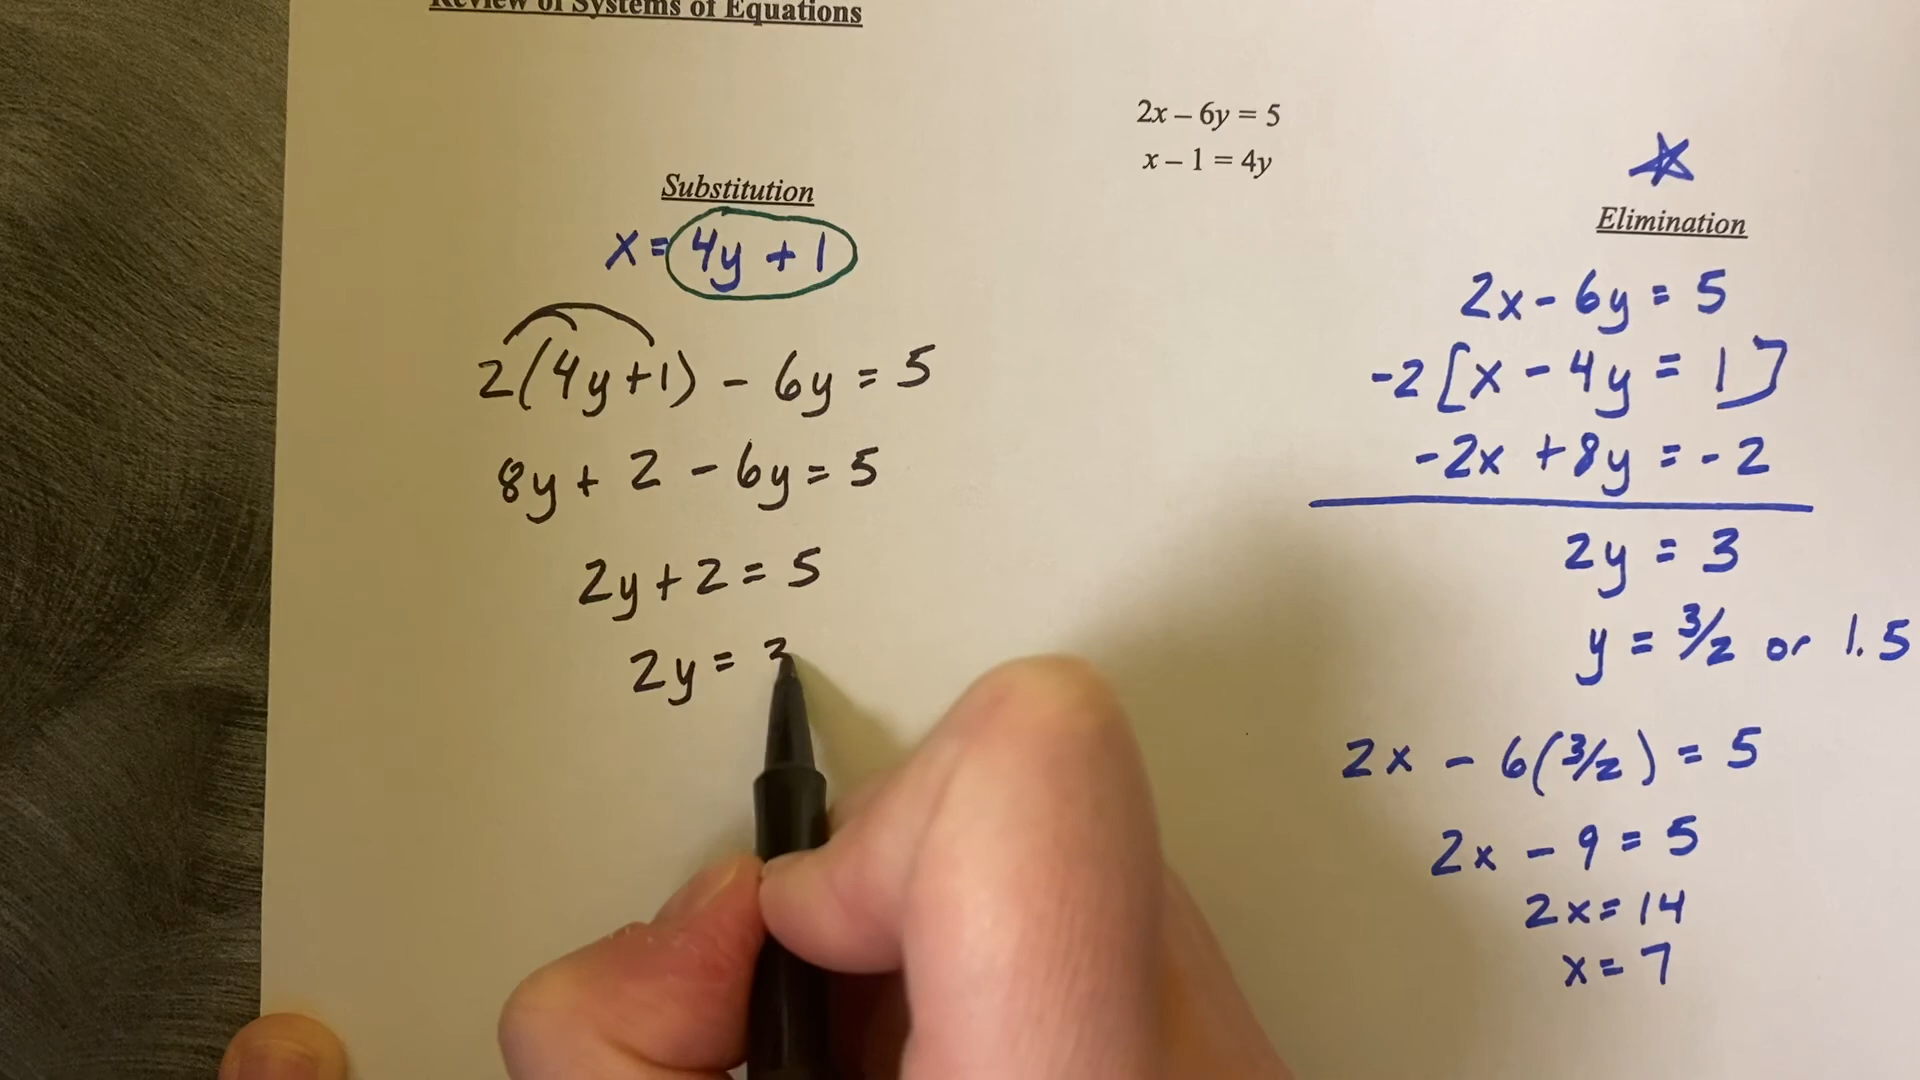 Review of Systems of Equations
2x – 6y = 5
x – 1 = 4y
Substitution
x = 4y + 1
2(4y+1) - 6y = 5
8y + 2 - 6y = 5
2y + 2 = 5
2y = 3
Elimination
2x - 6y = 5
-2[x - 4y = 1]
-2x + 8y = -2
2y = 3
y = 3/2 or 1.5
2x - 6(3/2) = 5
2x - 9 = 5
2x = 14
x = 7